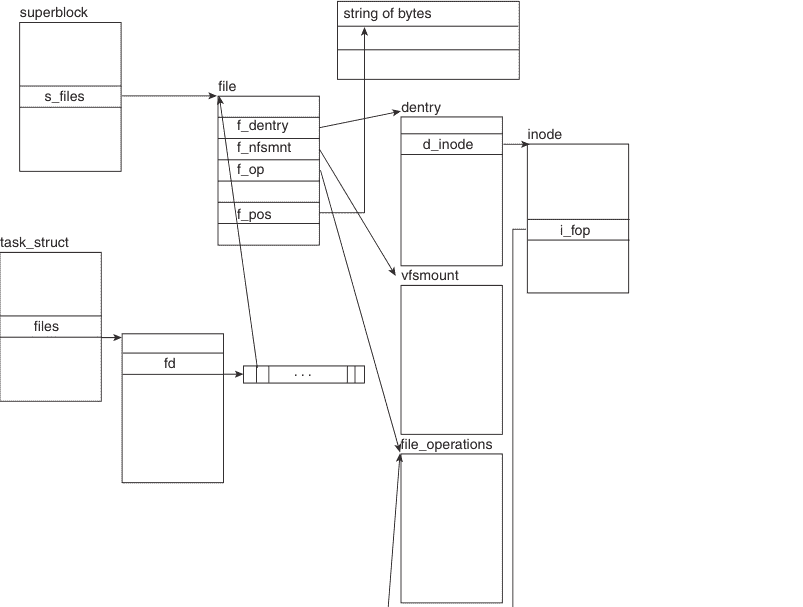 superblock
s_files
string of bytes
file
f_dentry
f_nfsmnt
f_op
f_pos
dentry
d_inode
inode
i_fop
task_struct
files
fd
...
vfsmount
file_operations